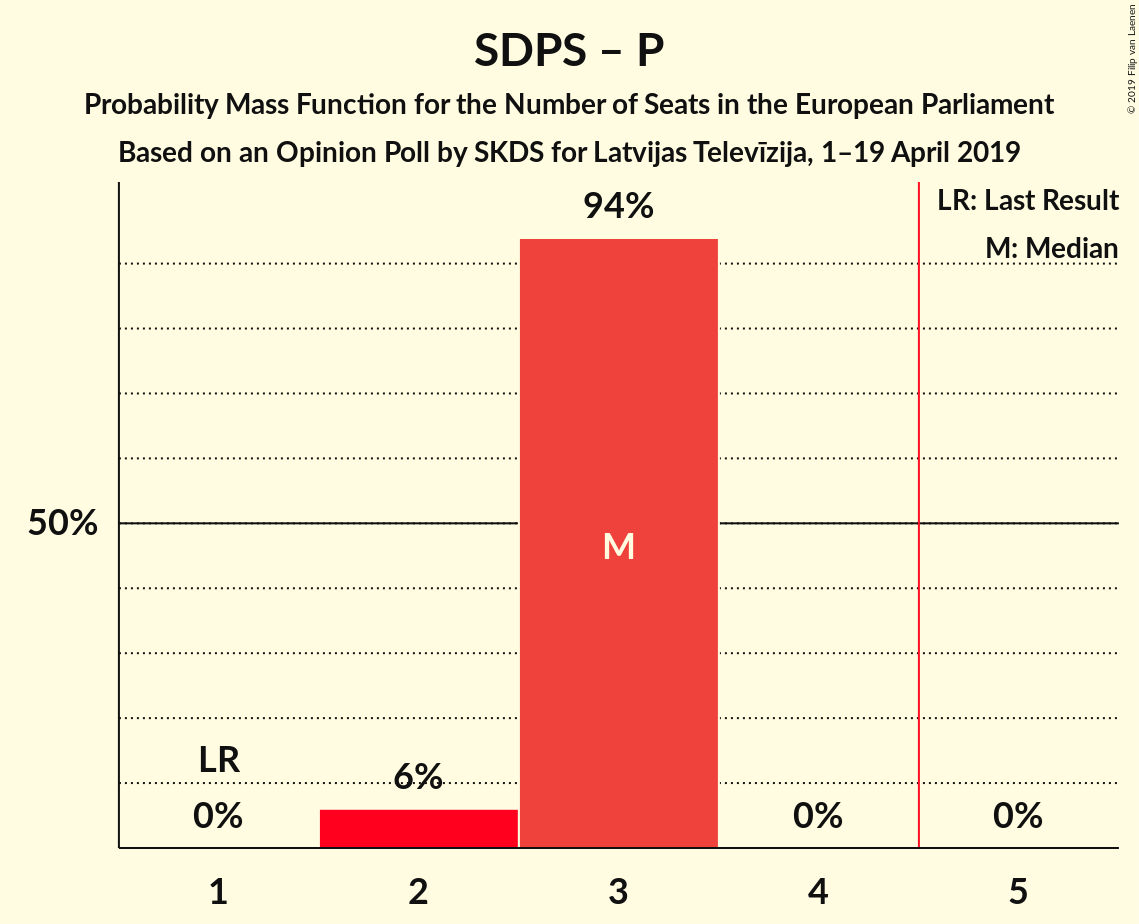 SDPS – P
Probability Mass Function for the Number of Seats in the European Parliament
Based on an Opinion Poll by SKDS for Latvijas Televīzija, 1–19 April 2019
© 2019 Filip van Laenen
LR: Last Result
M: Median
94%
50%
M
LR
6%
0%
0%
0%
1
2
3
4
5